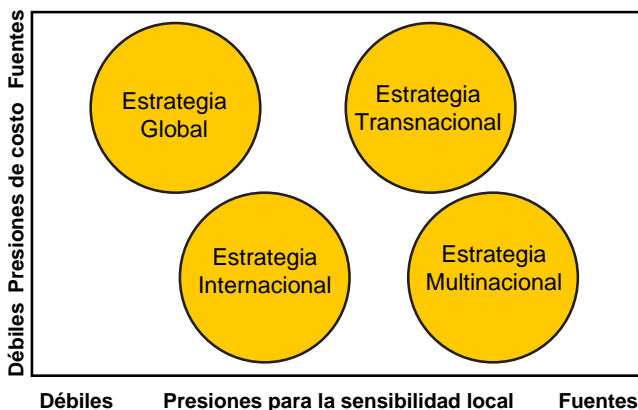 Débiles Presiones de costo Fuentes
Estrategia
Global
Estrategia
Transnacional
Estrategia
Internacional
Estrategia
Multinacional
Débiles Presiones para la sensibilidad local Fuentes